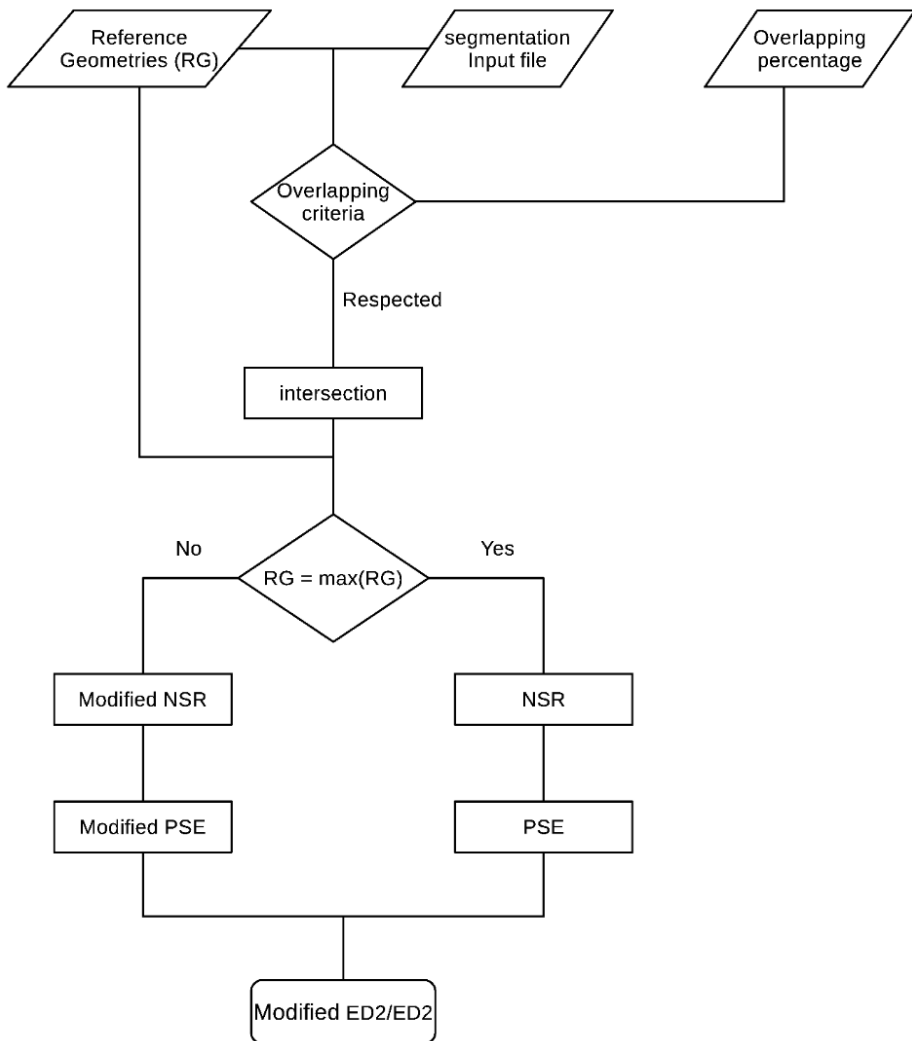 Reference
Geometries (RG)
segmentation
Input file
Overlapping
percentage
Overlapping
criteria
Respected
intersection
No
Yes
RG = max(RG)
Modified NSR
NSR
Modified PSE
PSE
Modified ED2/ED2